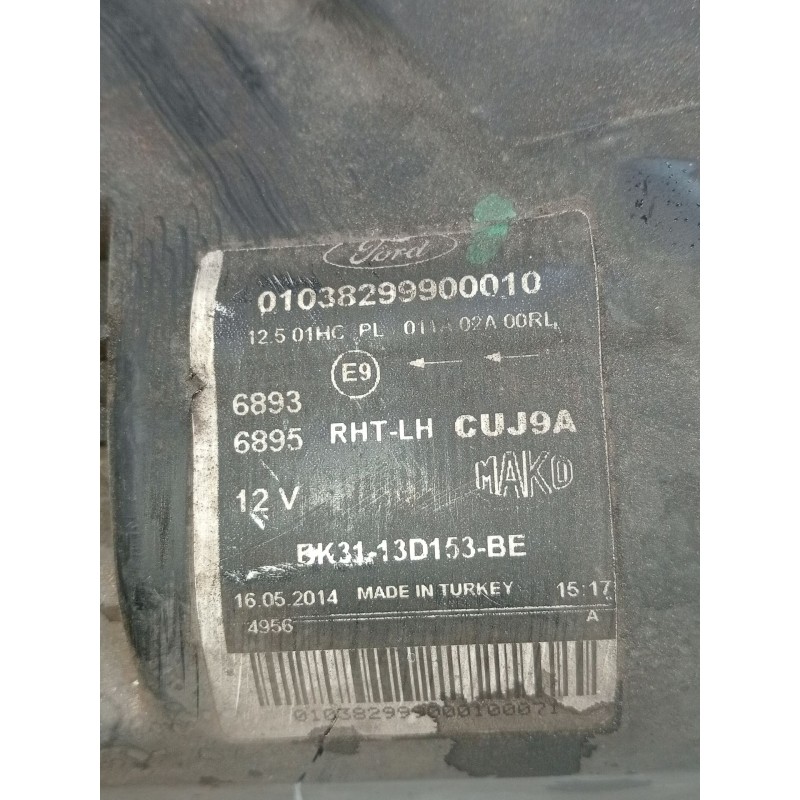 Ford
01038299900010
12.5 01HC PL 011A 02A 00RL
E9
6893
6895 RHT-LH CUJ9A
MAKO
12 V
BK31-13D153-BE
16.05.2014 MADE IN TURKEY 15:17
4956 A
010382999000100071